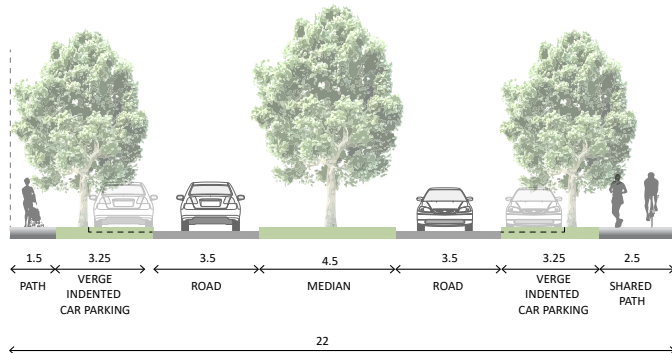 1.5 3.25 3.5 4.5 3.5 3.25 2.5
PATH VERGE ROAD MEDIAN ROAD VERGE SHARED
INDENTED INDENTED PATH
CAR PARKING CAR PARKING
22